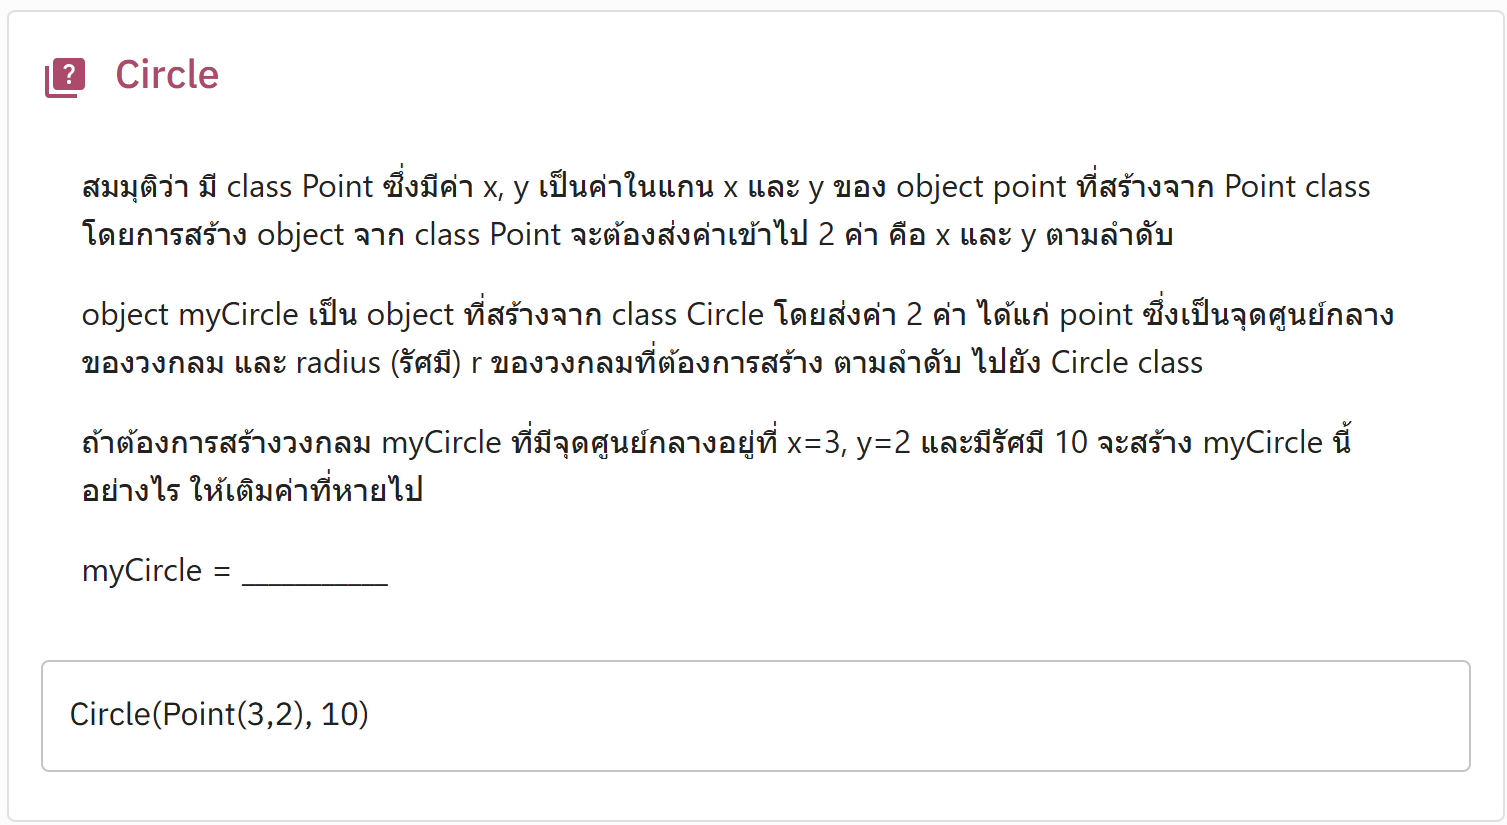 Circle
สมมุติว่า มี class Point ซึ่งมีค่า x, y เป็นค่าในแกน x และ y ของ object point ที่สร้างจาก Point class
โดยการสร้าง object จาก class Point จะต้องส่งค่าเข้าไป 2 ค่า คือ x และ y ตามลำดับ
object myCircle เป็น object ที่สร้างจาก class Circle โดยส่งค่า 2 ค่า ได้แก่ point ซึ่งเป็นจุดศูนย์กลาง
ของวงกลม และ radius (รัศมี) r ของวงกลมที่ต้องการสร้าง ตามลำดับ ไปยัง Circle class
ถ้าต้องการสร้างวงกลม myCircle ที่มีจุดศูนย์กลางอยู่ที่ x=3, y=2 และมีรัศมี 10 จะสร้าง myCircle นี้
อย่างไร ให้เติมค่าที่หายไป
myCircle = ___________
Circle(Point(3,2), 10)